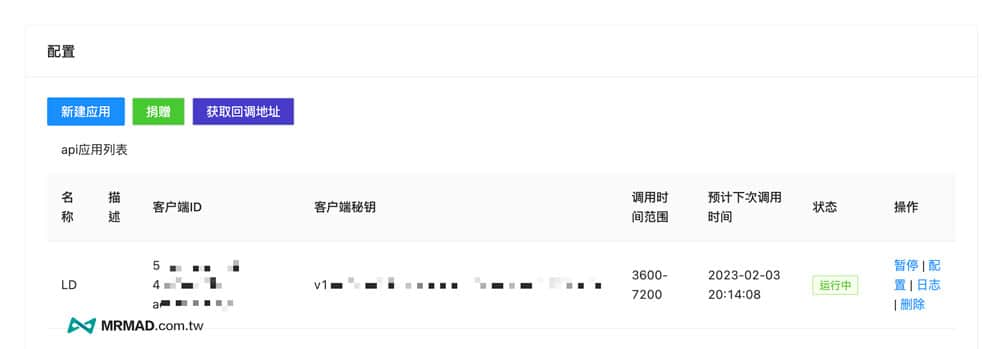 配置
新建应用 捐赠 获取回调地址
api应用列表
名称 描述 客户端ID 客户端秘钥 调用时间范围 预计下次调用时间 状态 操作
LD 5 4 v1 3600-7200 2023-02-03 20:14:08 运行中 暂停 | 配置 | 日志 | 删除
MRMAD.com.tw